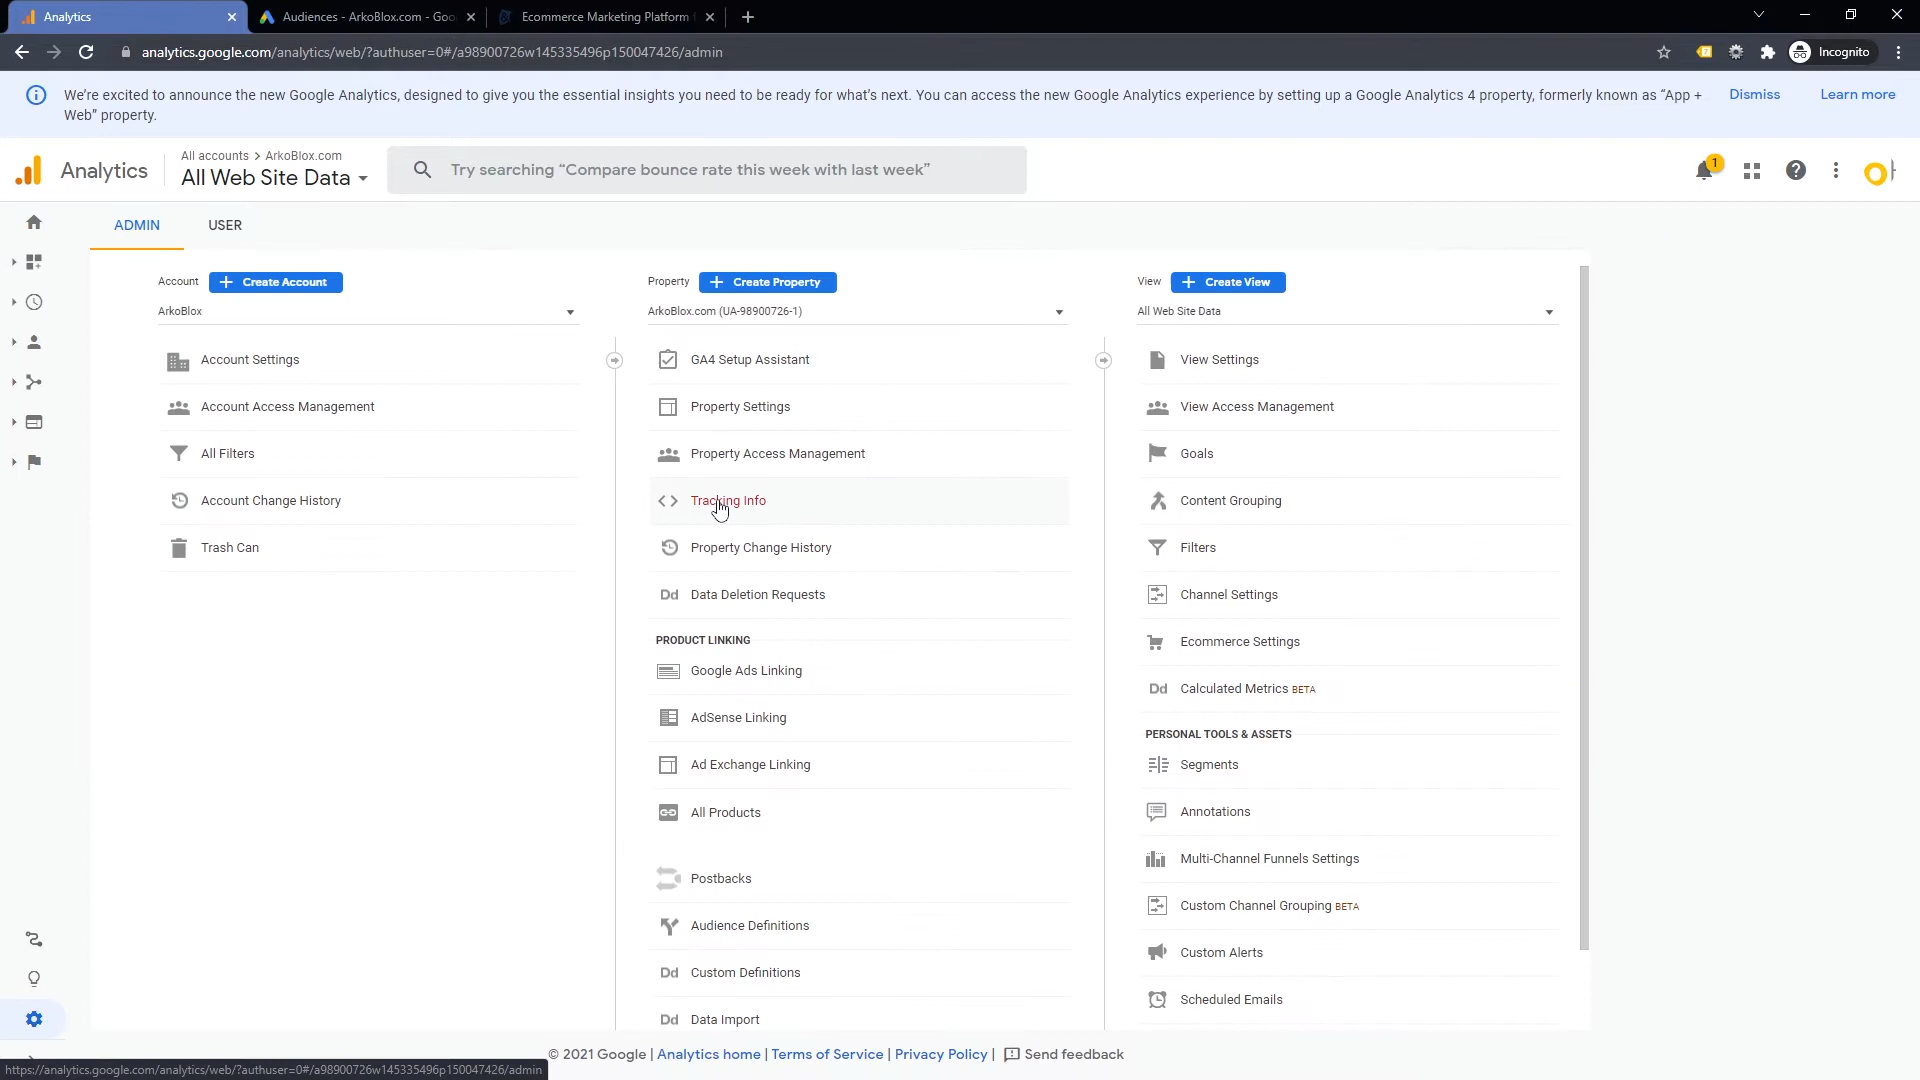 Analytics
Audiences - ArkoBlox.com - Goo
Ecommerce Marketing Platform
analytics.google.com/analytics/web/?authuser=0#/a98900726w145335496p150047426/admin
Incognito
We're excited to announce the new Google Analytics, designed to give you the essential insights you need to be ready for what's next. You can access the new Google Analytics experience by setting up a Google Analytics 4 property, formerly known as "App +
Web" property.
Dismiss
Learn more
Analytics
All accounts > ArkoBlox.com
All Web Site Data
Try searching "Compare bounce rate this week with last week"
1
ADMIN
USER
Account
+ Create Account
ArkoBlox
Account Settings
Account Access Management
All Filters
Account Change History
Trash Can
Property
+ Create Property
ArkoBlox.com (UA-98900726-1)
GA4 Setup Assistant
Property Settings
Property Access Management
Tracking Info
Property Change History
Dd Data Deletion Requests
PRODUCT LINKING
Google Ads Linking
AdSense Linking
Ad Exchange Linking
All Products
Postbacks
Audience Definitions
Dd Custom Definitions
Dd Data Import
View
+ Create View
All Web Site Data
View Settings
View Access Management
Goals
Content Grouping
Filters
Channel Settings
Ecommerce Settings
Dd Calculated Metrics BETA
PERSONAL TOOLS & ASSETS
Segments
Annotations
Multi-Channel Funnels Settings
Custom Channel Grouping BETA
Custom Alerts
Scheduled Emails
© 2021 Google | Analytics home | Terms of Service | Privacy Policy | Send feedback
https://analytics.google.com/analytics/web/?authuser=0#/a98900726w145335496p150047426/admin